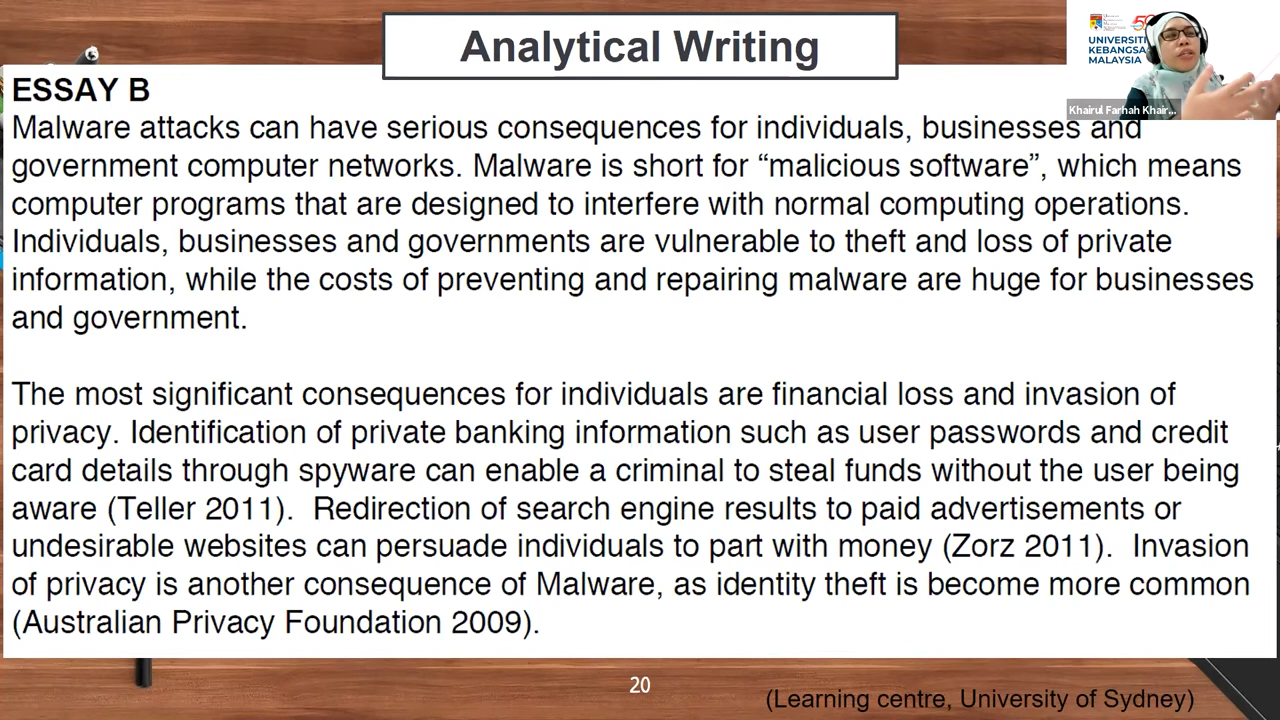 Analytical Writing
UNIVERSITI
KEBANGSA
MALAYSIA
Khairul Farhah Khair...
ESSAY B
Malware attacks can have serious consequences for individuals, businesses and
government computer networks. Malware is short for “malicious software”, which means
computer programs that are designed to interfere with normal computing operations.
Individuals, businesses and governments are vulnerable to theft and loss of private
information, while the costs of preventing and repairing malware are huge for businesses
and government.
The most significant consequences for individuals are financial loss and invasion of
privacy. Identification of private banking information such as user passwords and credit
card details through spyware can enable a criminal to steal funds without the user being
aware (Teller 2011).  Redirection of search engine results to paid advertisements or
undesirable websites can persuade individuals to part with money (Zorz 2011).  Invasion
of privacy is another consequence of Malware, as identity theft is become more common
(Australian Privacy Foundation 2009).
20
(Learning centre, University of Sydney)